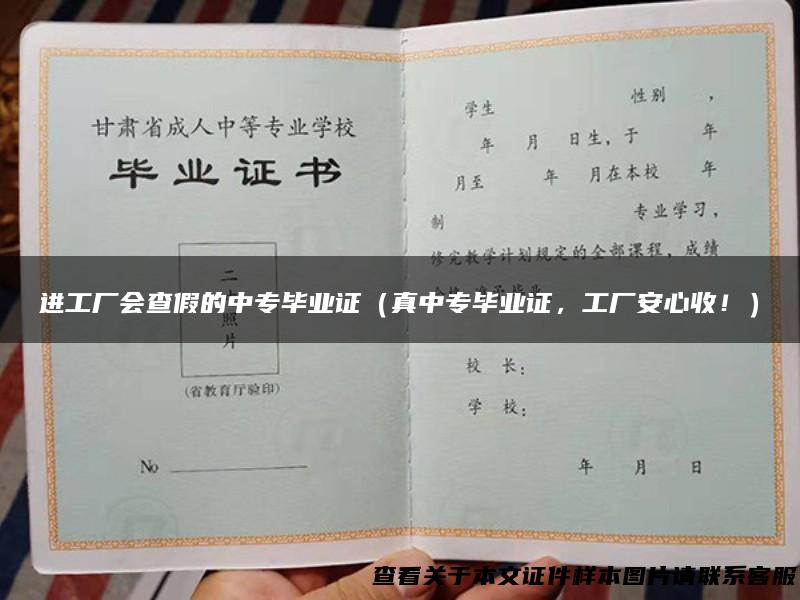 甘肃省成人中等专业学校
毕业证书
二寸照片
(省教育厅验印)
No
学生 性别 ，
年 月 日生，于 年
月至 年 月在本校 年
制 专业学习，
修完教学计划规定的全部课程，成绩
进工厂会查假的中专毕业证（真中专毕业证，工厂安心收！）
校 长：
学 校：
年 月 日
查看关于本文证件样本图片请联系客服